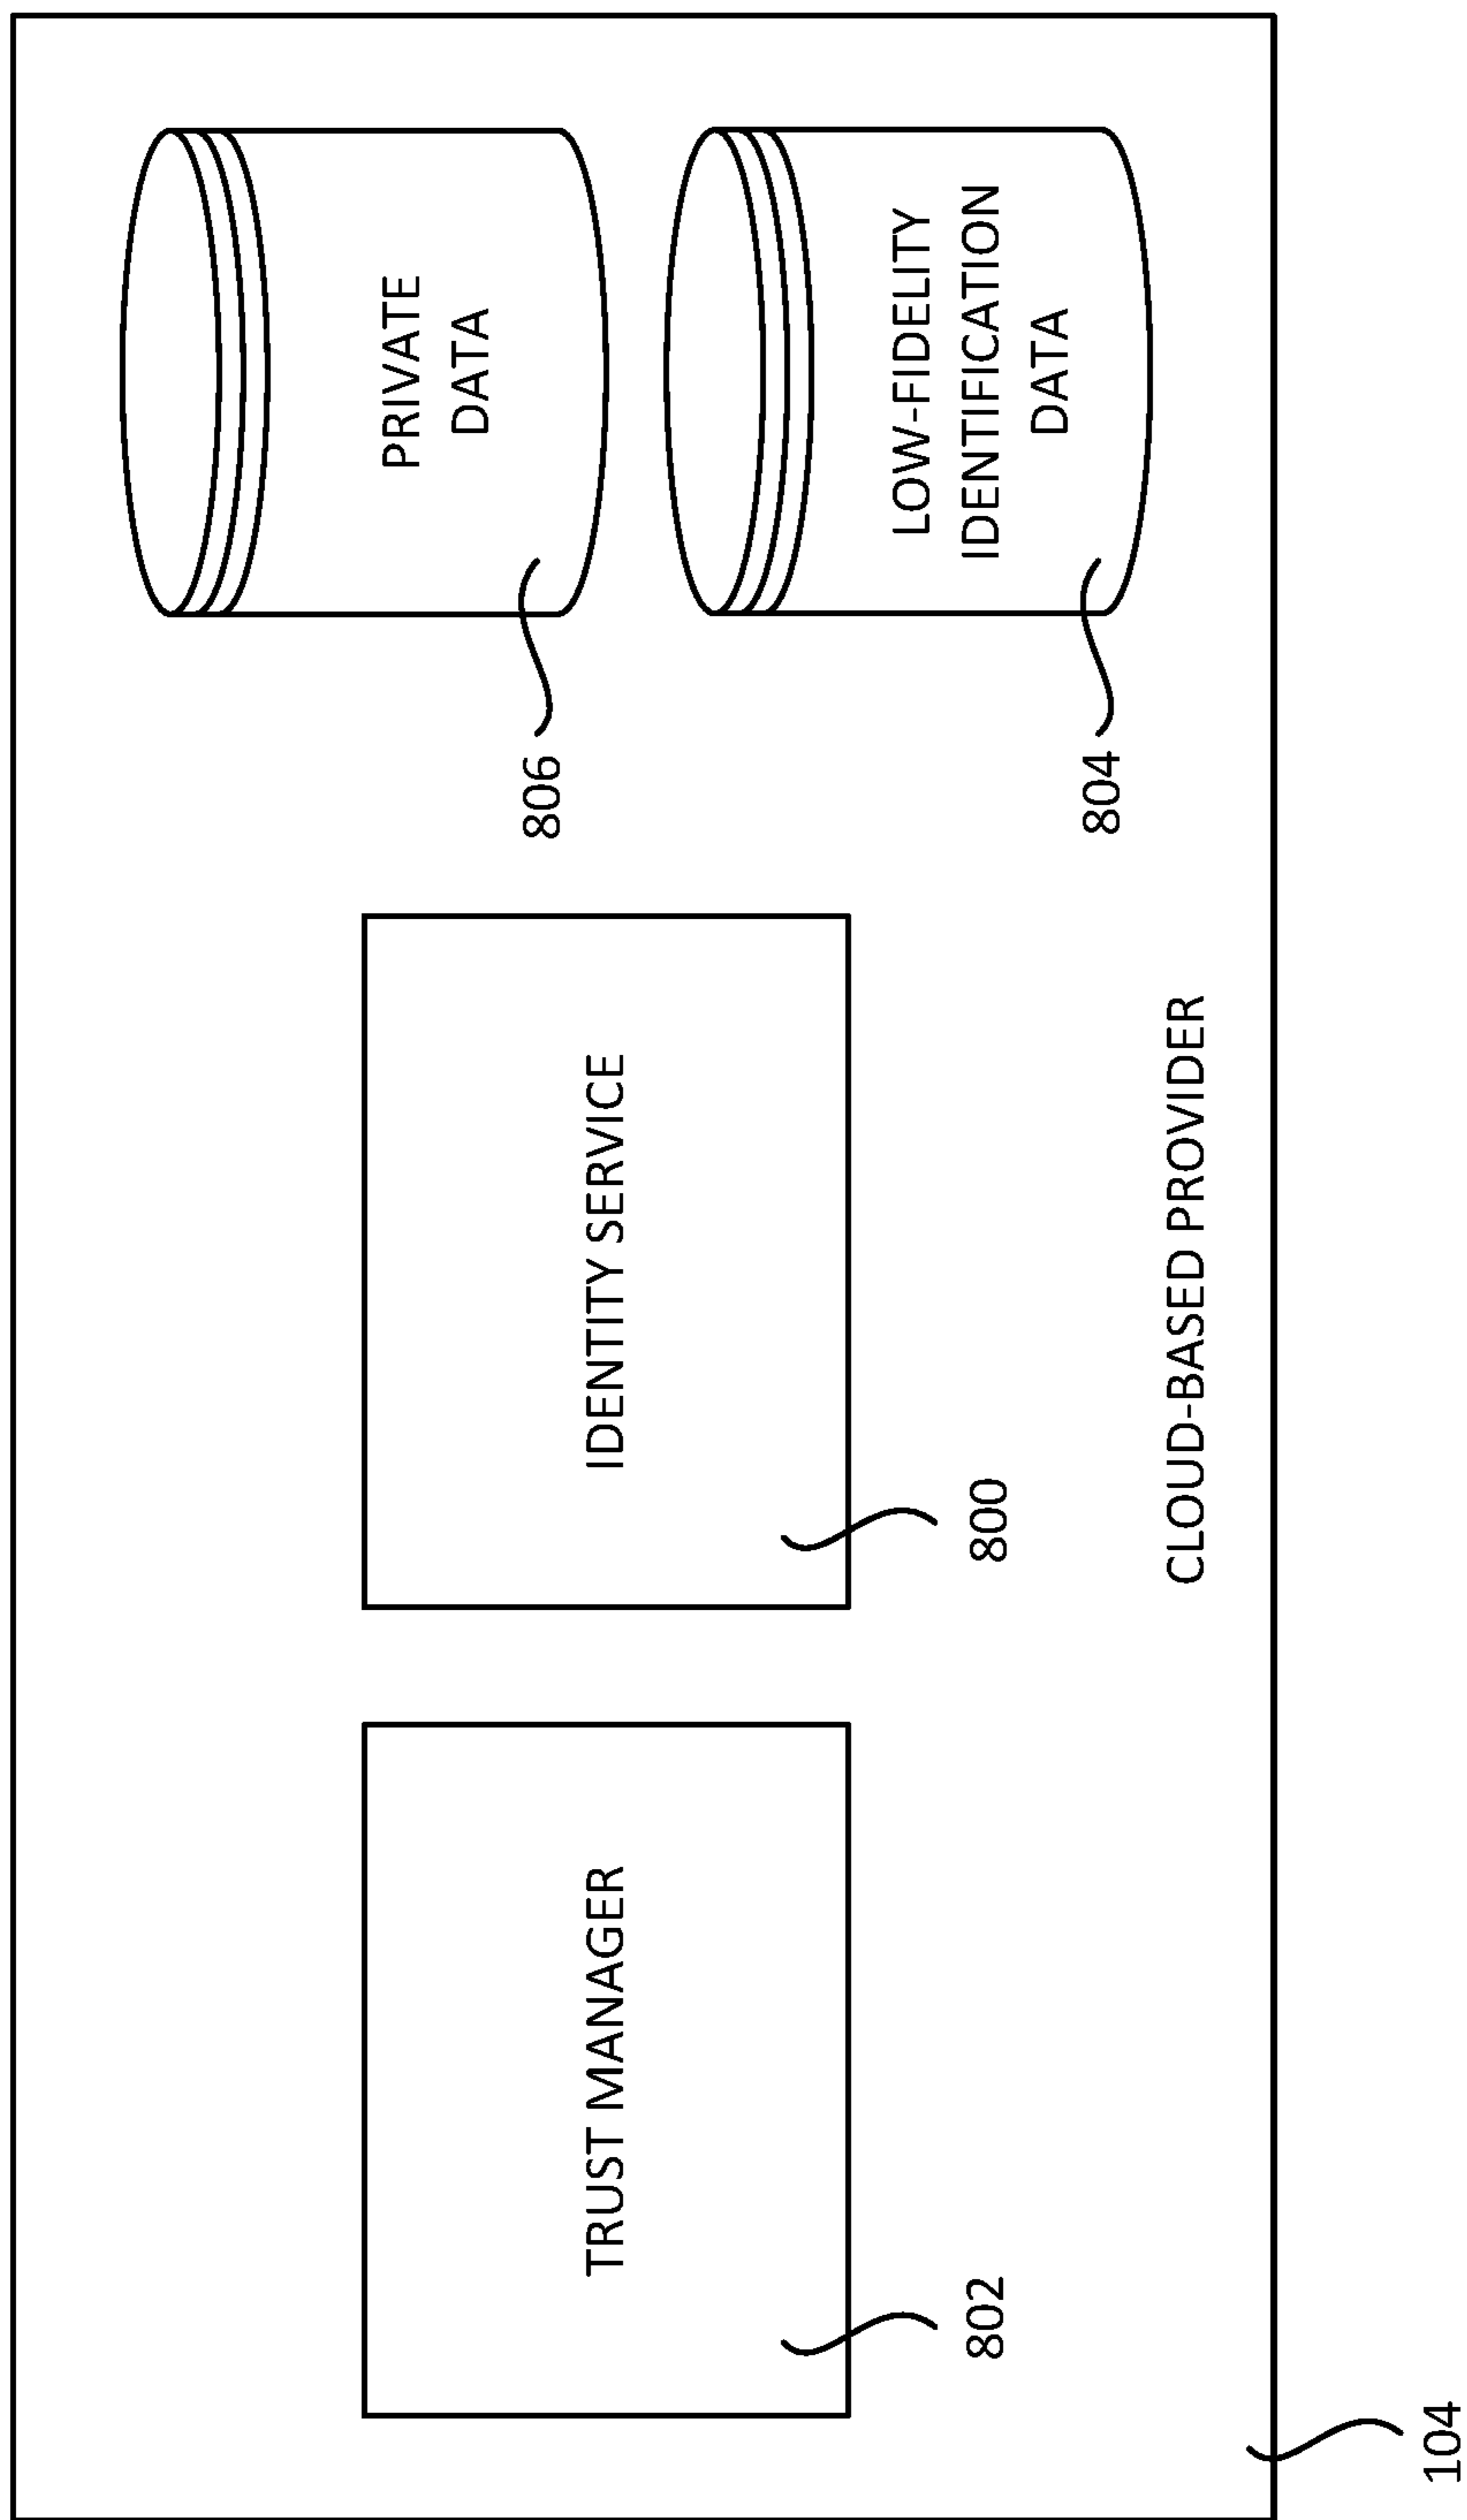 PRIVATE
DATA
806
LOW-FIDELITY
IDENTIFICATION
DATA
804
TRUST MANAGER
802
IDENTITY SERVICE
800
CLOUD-BASED PROVIDER
104